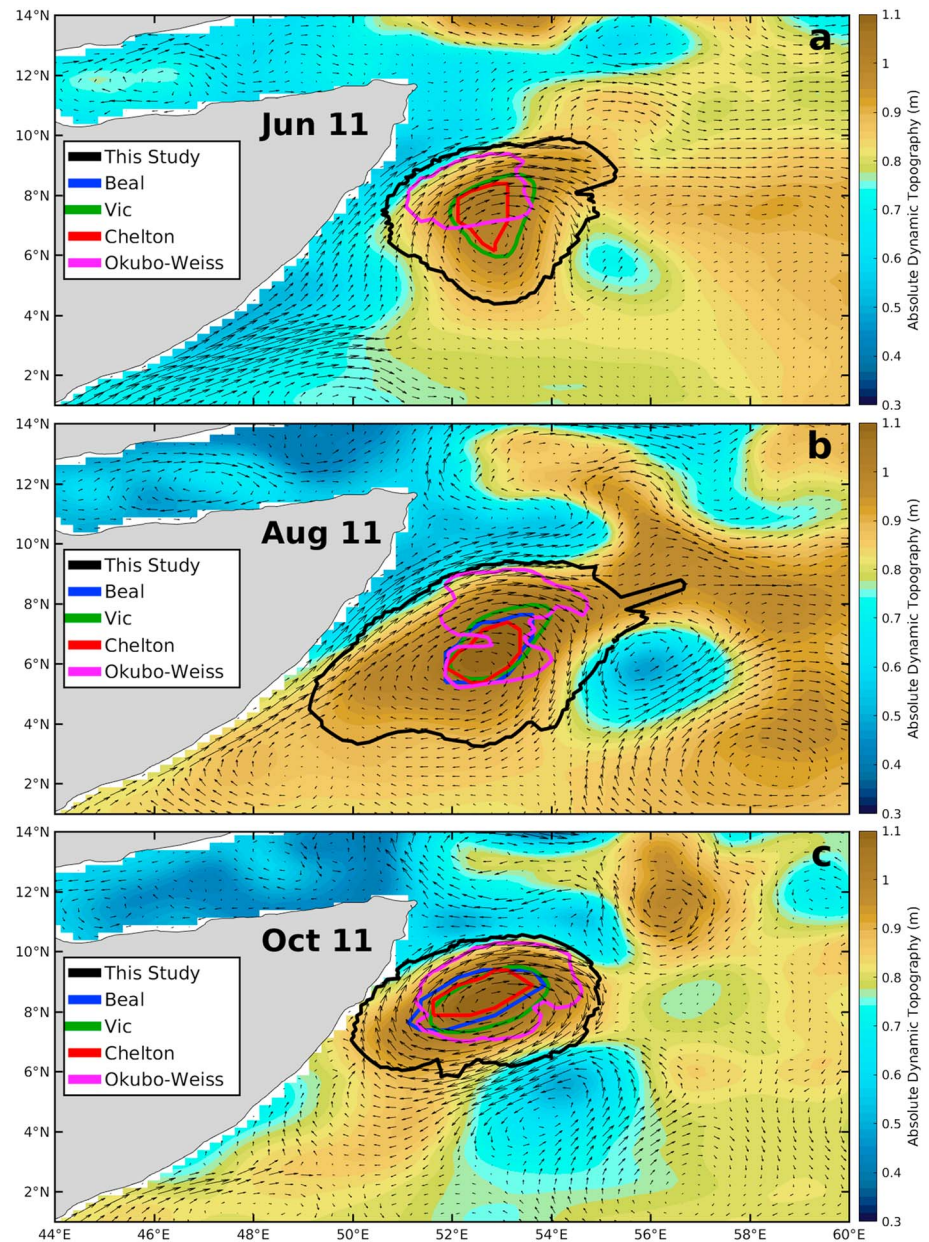 14°N
12°N
10°N
8°N
6°N
4°N
2°N
a
Jun 11
This Study
Beal
Vic
Chelton
Okubo-Weiss
1.1
1
0.9
0.8
0.7
0.6
0.5
0.4
0.3
Absolute Dynamic Topography (m)
14°N
12°N
10°N
8°N
6°N
4°N
2°N
b
Aug 11
This Study
Beal
Vic
Chelton
Okubo-Weiss
1.1
1
0.9
0.8
0.7
0.6
0.5
0.4
0.3
Absolute Dynamic Topography (m)
14°N
12°N
10°N
8°N
6°N
4°N
2°N
c
Oct 11
This Study
Beal
Vic
Chelton
Okubo-Weiss
1.1
1
0.9
0.8
0.7
0.6
0.5
0.4
0.3
Absolute Dynamic Topography (m)
44°E 46°E 48°E 50°E 52°E 54°E 56°E 58°E 60°E